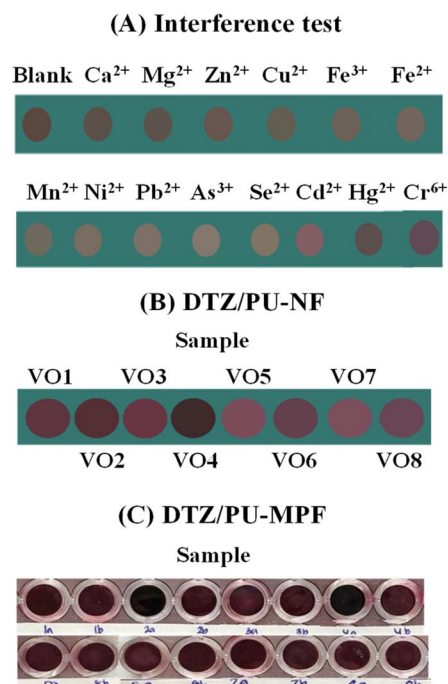 (A) Interference test
Blank Ca²⁺ Mg²⁺ Zn²⁺ Cu²⁺ Fe³⁺ Fe²⁺
Mn²⁺ Ni²⁺ Pb²⁺ As³⁺ Se²⁺ Cd²⁺ Hg²⁺ Cr⁶⁺
(B) DTZ/PU-NF
Sample
VO1 VO3 VO5 VO7
VO2 VO4 VO6 VO8
(C) DTZ/PU-MPF
Sample
1a 1b 2a 2b 3a 3b 4a 4b